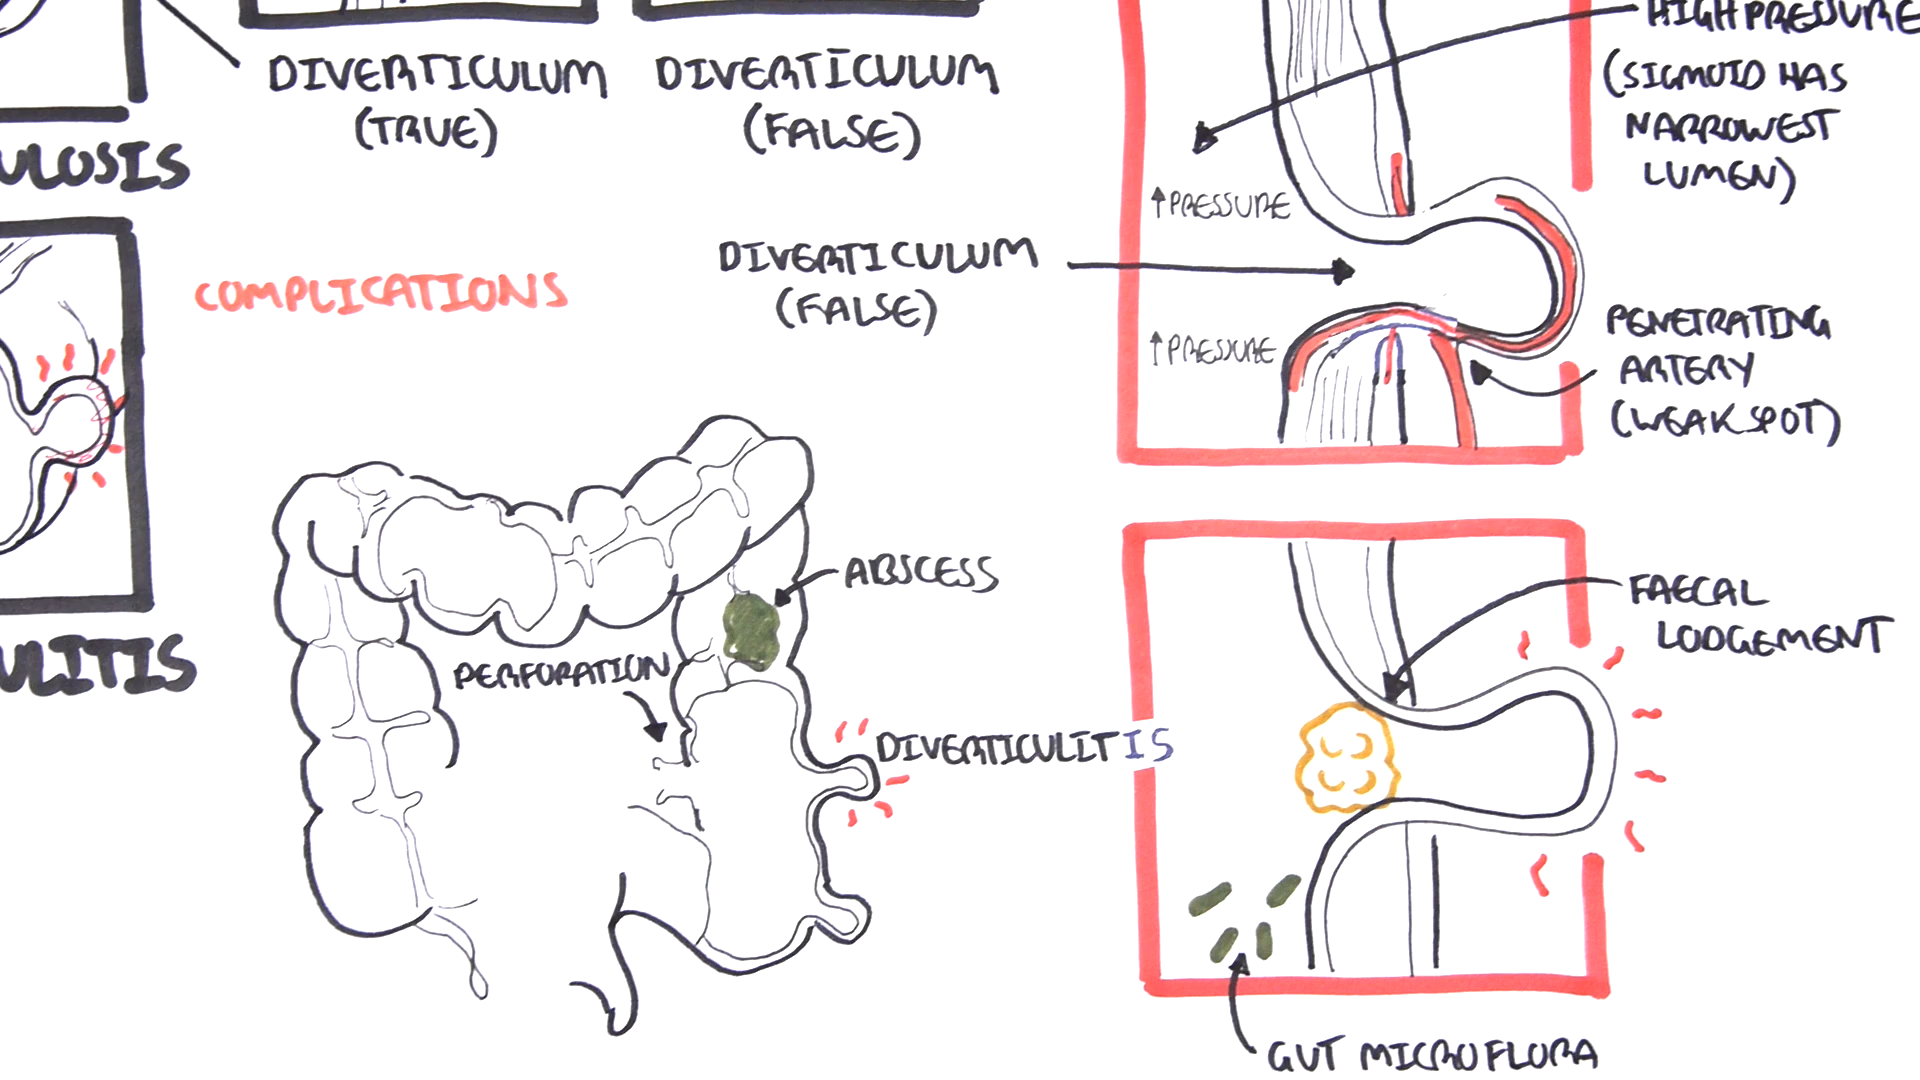 DIVERTICULUM
(TRUE)
DIVERTICULUM
(FALSE)
HIGH PRESSURE
(SIGMOID HAS
NARROWEST
LUMEN)
ULOSIS
↑PRESSURE
DIVERTICULUM
(FALSE)
COMPLICATIONS
↑PRESSURE
PENETRATING
ARTERY
(WEAK SPOT)
ABSCESS
FAECAL
LODGEMENT
ULITIS
PERFORATION
DIVERTICULITIS
GUT MICROFLORA